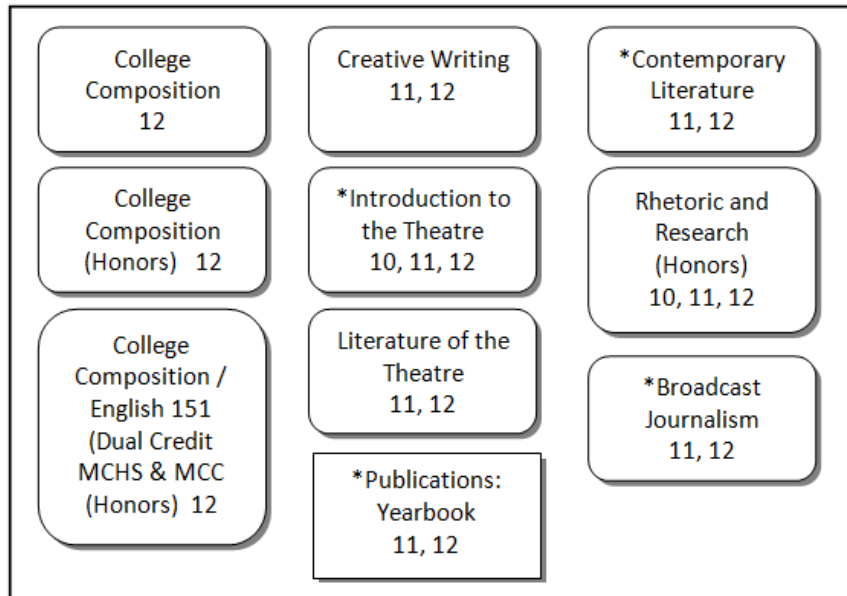 College
Composition
12
College
Composition
(Honors) 12
College
Composition /
English 151
(Dual Credit
MCHS & MCC
(Honors) 12
Creative Writing
11, 12
*Introduction to
the Theatre
10, 11, 12
Literature of the
Theatre
11, 12
*Publications:
Yearbook
11, 12
*Contemporary
Literature
11, 12
Rhetoric and
Research
(Honors)
10, 11, 12
*Broadcast
Journalism
11, 12